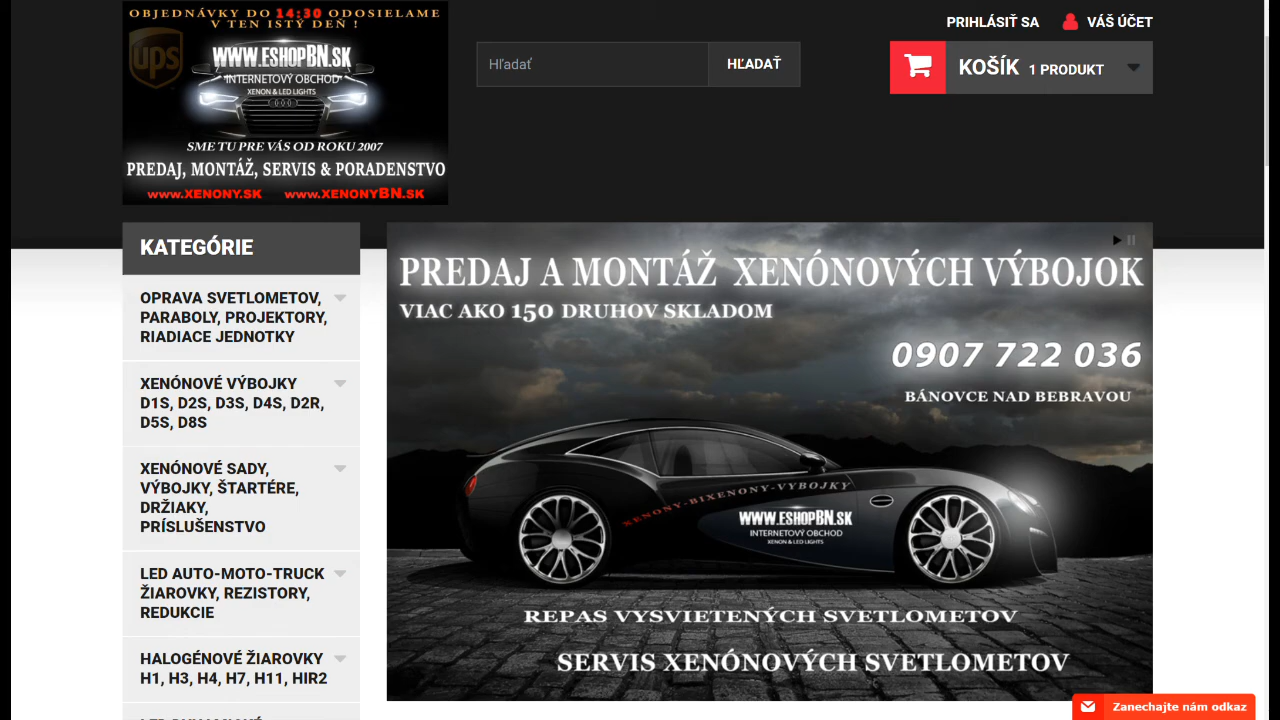 OBJEDNÁVKY DO 14:30 ODOSIELAME
V TEN ISTÝ DEŇ !
ups
WWW.ESHOPBN.SK
INTERNETOVÝ OBCHOD
XENON & LED LIGHTS
SME TU PRE VÁS OD ROKU 2007
PREDAJ, MONTÁŽ, SERVIS & PORADENSTVO
www.XENONY.SK www.XENONYBN.SK
Hľadať
HĽADAŤ
PRIHLÁSIŤ SA
VÁŠ ÚČET
KOŠÍK 1 PRODUKT
KATEGÓRIE
OPRAVA SVETLOMETOV,
PARABOLY, PROJEKTORY,
RIADIACE JEDNOTKY
XENÓNOVÉ VÝBOJKY
D1S, D2S, D3S, D4S, D2R,
D5S, D8S
XENÓNOVÉ SADY,
VÝBOJKY, ŠTARTÉRE,
DRŽIAKY,
PRÍSLUŠENSTVO
LED AUTO-MOTO-TRUCK
ŽIAROVKY, REZISTORY,
REDUKCIE
HALOGÉNOVÉ ŽIAROVKY
H1, H3, H4, H7, H11, HIR2
PREDAJ A MONTÁŽ XENÓNOVÝCH VÝBOJOK
VIAC AKO 150 DRUHOV SKLADOM
0907 722 036
BÁNOVCE NAD BEBRAVOU
XENONY-BIXENONY-VYBOJKY
WWW.ESHOPBN.SK
INTERNETOVÝ OBCHOD
XENON & LED LIGHTS
REPAS VYSVIETENÝCH SVETLOMETOV
SERVIS XENÓNOVÝCH SVETLOMETOV
Zanechajte nám odkaz